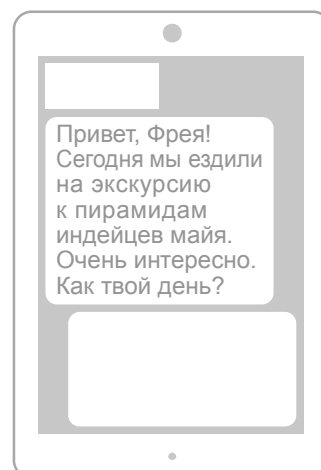 Привет, Фрея!
Сегодня мы ездили
на экскурсию
к пирамидам
индейцев майя.
Очень интересно.
Как твой день?